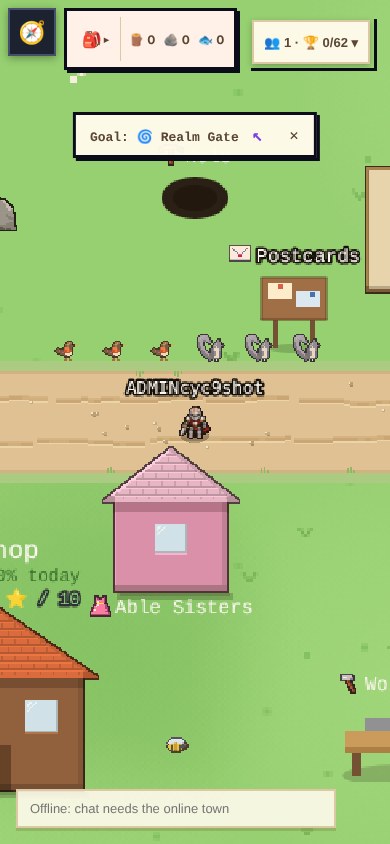 0 0 0
1 · 0/62
Goal: Realm Gate
Postcards
ADMINcyc9shot
hop
0% today
/ 10
Able Sisters
Wo
Offline: chat needs the online town